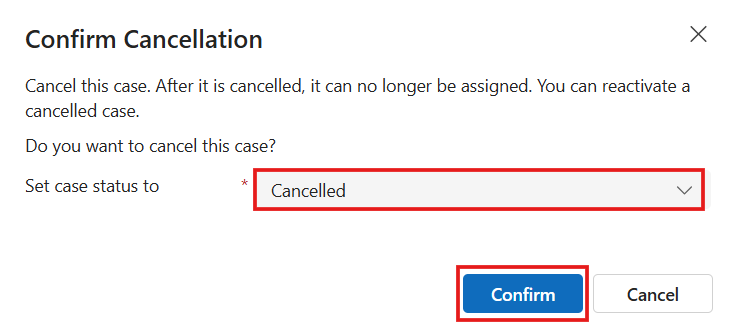 Confirm Cancellation
Cancel this case. After it is cancelled, it can no longer be assigned. You can reactivate a
cancelled case.
Do you want to cancel this case?
Set case status to * Cancelled
Confirm Cancel